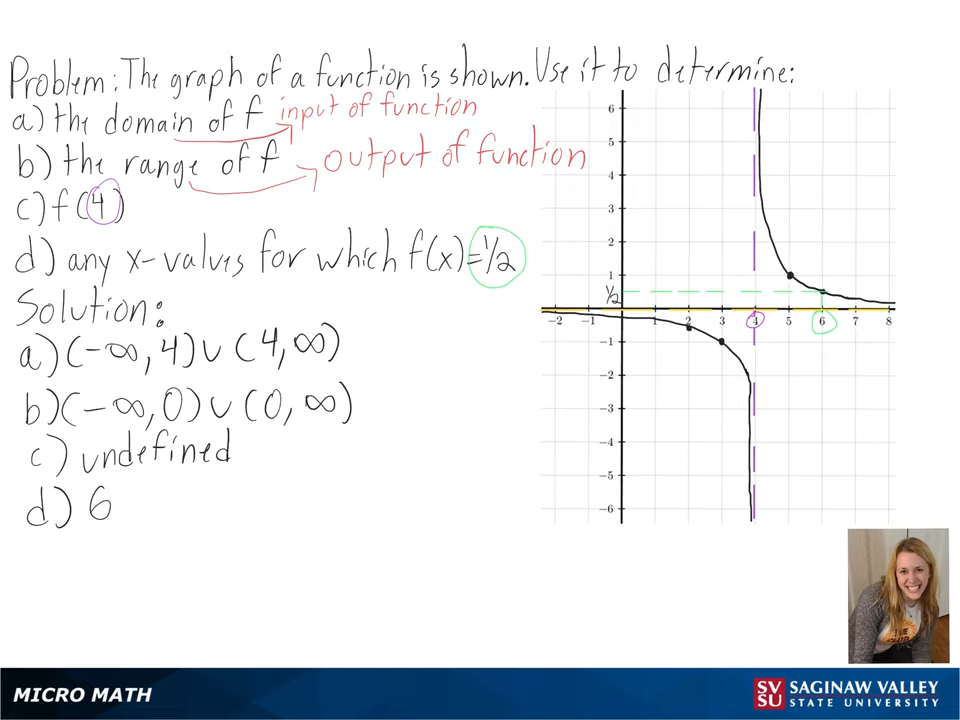 Problem: The graph of a function is shown. Use it to determine:
a) the domain of f input of function
b) the range of f output of function
c) f(4)
d) any x-values for which f(x)=1/2
Solution:
a) (-∞, 4) ∪ (4, ∞)
b) (-∞, 0) ∪ (0, ∞)
c) undefined
d) 6
6
5
4
3
2
1
1/2
−2 −1 1 2 3 4 5 6 7 8
−1
−2
−3
−4
−5
−6
MICRO MATH
SV SU SAGINAW VALLEY
STATE UNIVERSITY